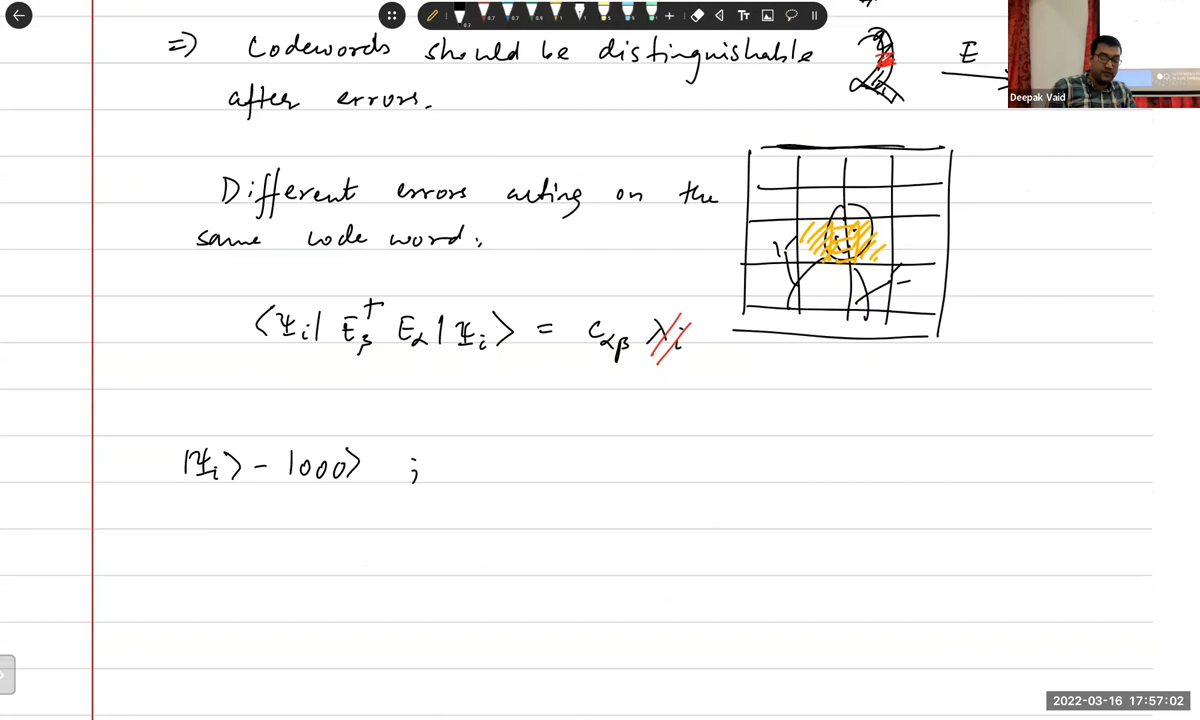 =) Codewords should be distinguishable
after errors.
E
Deepak Vaid
Different errors acting on the
same code word:
⟨Ψi| Eβ† Eα |Ψi⟩ = Cαβ λi
|Ψi⟩ - |000⟩ ;
2022-03-16 17:57:02